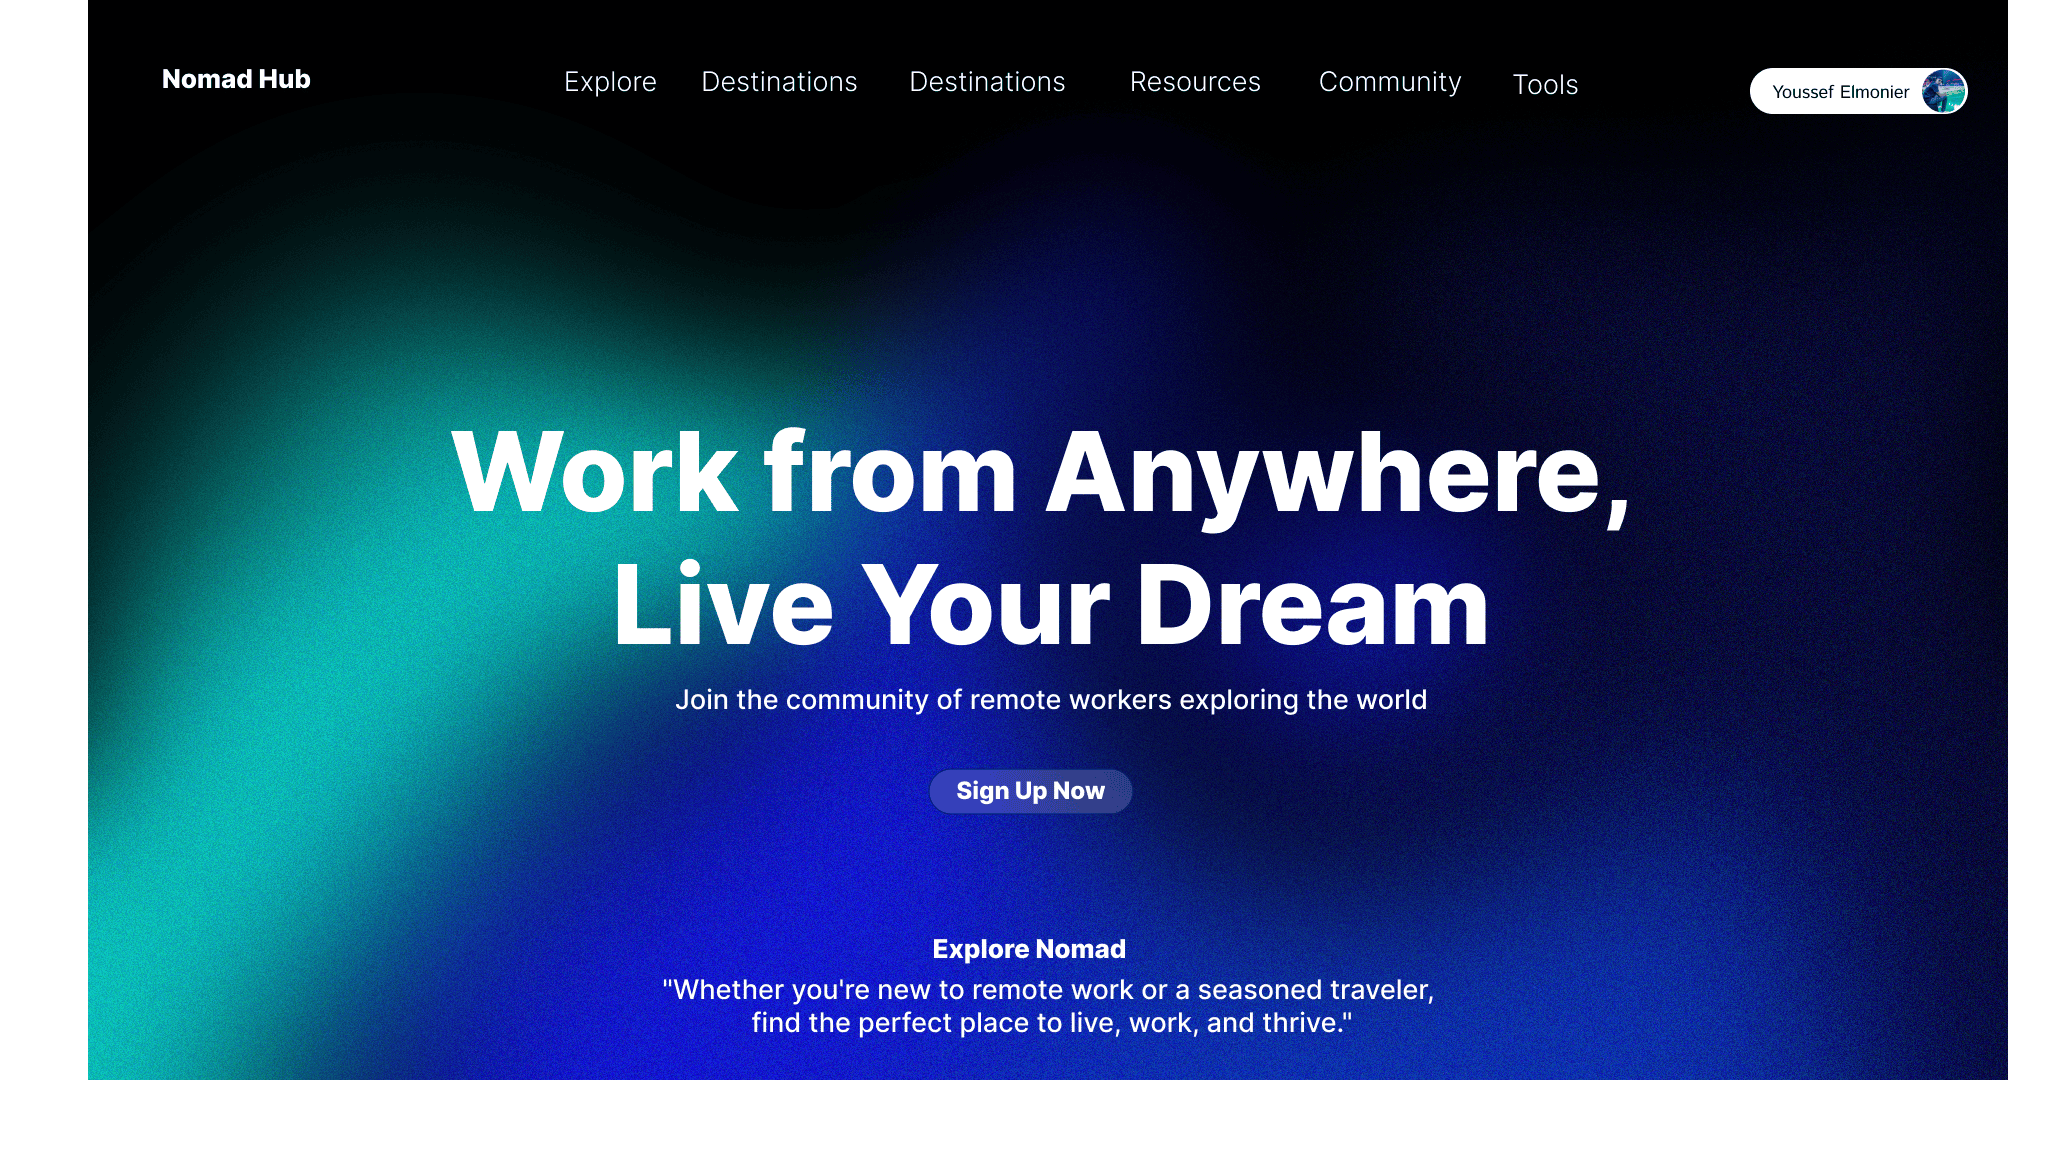 Nomad Hub
Explore Destinations Destinations Resources Community Tools
Youssef Elmonier
Work from Anywhere,
Live Your Dream
Join the community of remote workers exploring the world
Sign Up Now
Explore Nomad
"Whether you're new to remote work or a seasoned traveler,
find the perfect place to live, work, and thrive."